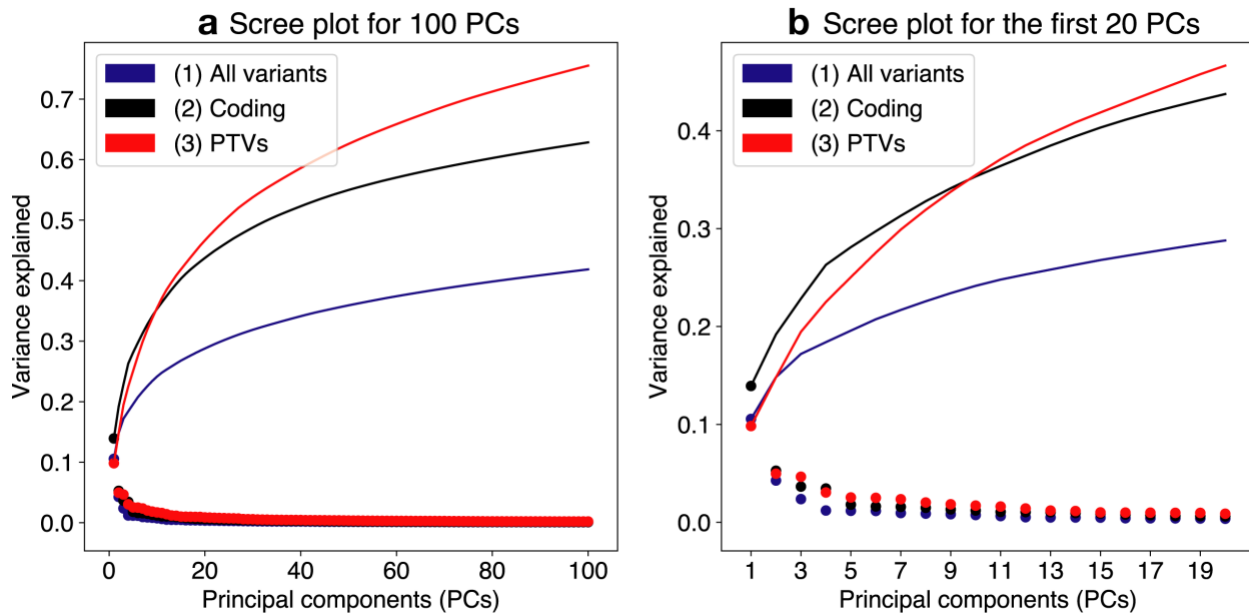 a Scree plot for 100 PCs
(1) All variants
(2) Coding
(3) PTVs
Variance explained
0.7
0.6
0.5
0.4
0.3
0.2
0.1
0.0
0 20 40 60 80 100
Principal components (PCs)
b Scree plot for the first 20 PCs
(1) All variants
(2) Coding
(3) PTVs
Variance explained
0.4
0.3
0.2
0.1
0.0
1 3 5 7 9 11 13 15 17 19
Principal components (PCs)